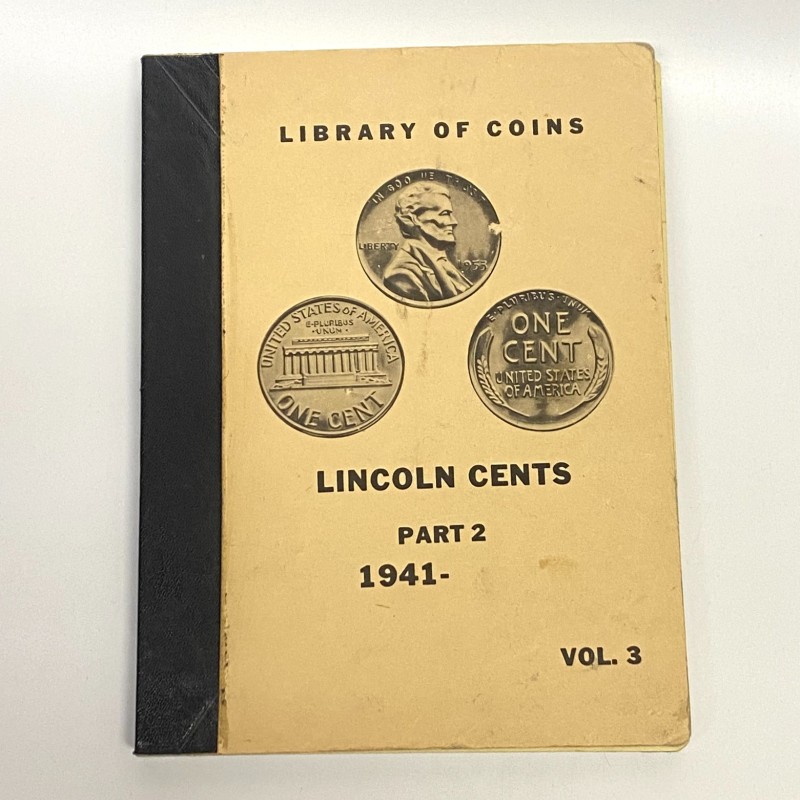 LIBRARY OF COINS
IN GOD WE TRUST
LIBERTY
1955
UNITED STATES OF AMERICA
E·PLURIBUS
·UNUM·
ONE CENT
E·PLURIBUS·UNUM
ONE
CENT
UNITED STATES
OF AMERICA
LINCOLN CENTS
PART 2
1941-
VOL. 3